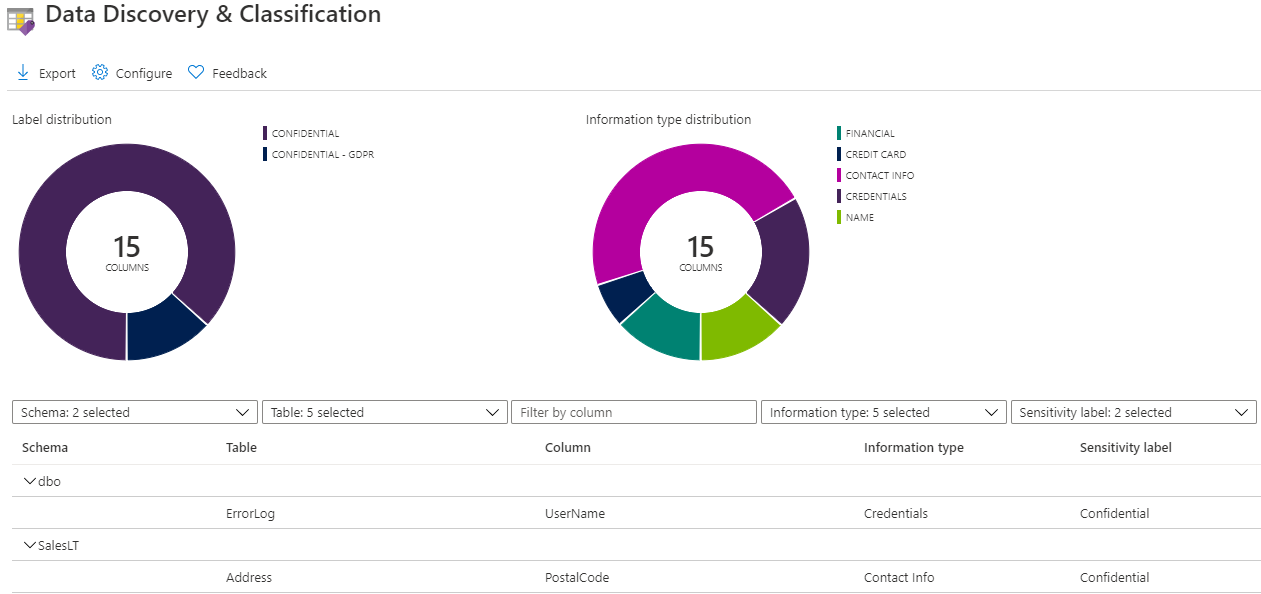 Data Discovery & Classification
Export Configure Feedback
Label distribution
CONFIDENTIAL
CONFIDENTIAL - GDPR
15
COLUMNS
Information type distribution
FINANCIAL
CREDIT CARD
CONTACT INFO
CREDENTIALS
NAME
15
COLUMNS
Schema: 2 selected Table: 5 selected Filter by column Information type: 5 selected Sensitivity label: 2 selected
Schema Table Column Information type Sensitivity label
dbo
ErrorLog UserName Credentials Confidential
SalesLT
Address PostalCode Contact Info Confidential